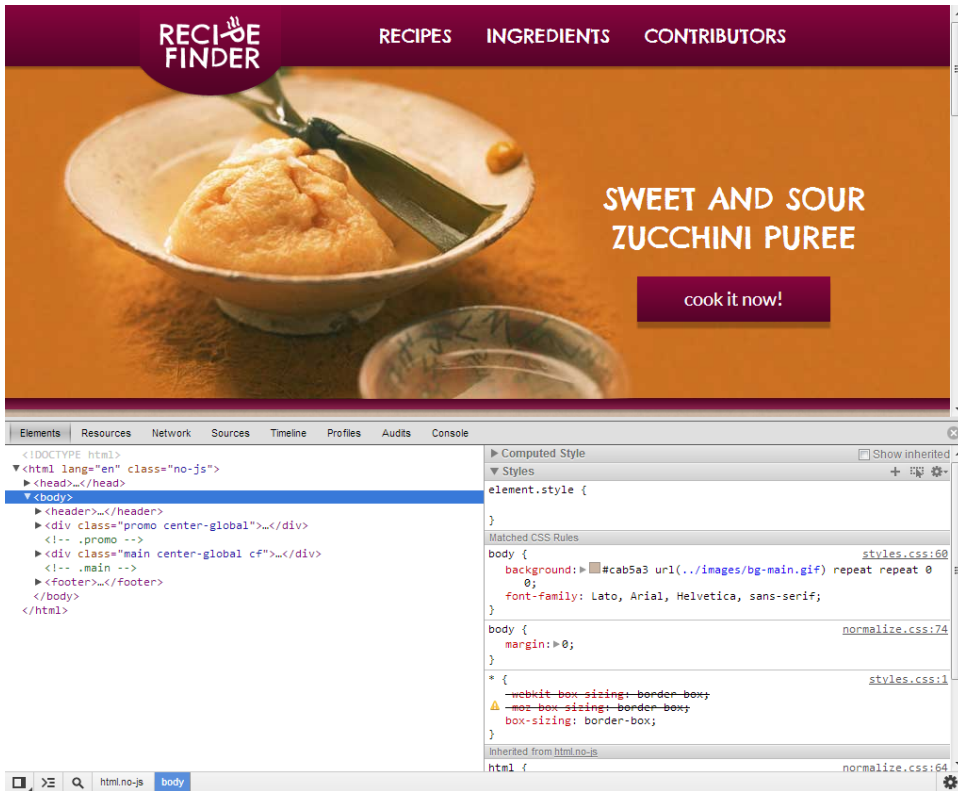 RECIPE
FINDER
RECIPES INGREDIENTS CONTRIBUTORS
SWEET AND SOUR
ZUCCHINI PUREE
cook it now!
Elements Resources Network Sources Timeline Profiles Audits Console
<!DOCTYPE html>
▼<html lang="en" class="no-js">
▶<head>…</head>
▼<body>
▶<header>…</header>
▶<div class="promo center-global">…</div>
<!-- .promo -->
▶<div class="main center-global cf">…</div>
<!-- .main -->
▶<footer>…</footer>
</body>
</html>
▶ Computed Style Show inherited
▼ Styles
element.style {
}
Matched CSS Rules
body { styles.css:60
background:▶ #cab5a3 url(../images/bg-main.gif) repeat repeat 0
0;
font-family: Lato, Arial, Helvetica, sans-serif;
}
body { normalize.css:74
margin:▶0;
}
* { styles.css:1
-webkit-box-sizing: border-box;
-moz-box-sizing: border-box;
box-sizing: border-box;
}
Inherited from html.no-js
html { normalize.css:64
html.no-js body